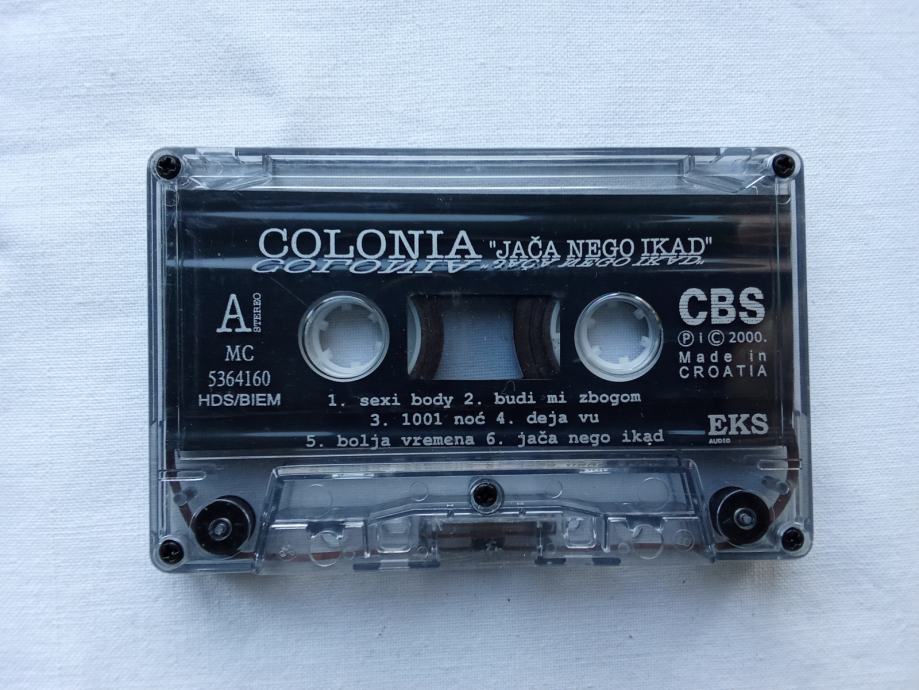 COLONIA "JAČA NEGO IKAD"
A STEREO
MC
5364160
HDS/BIEM
CBS
Ⓟ I Ⓒ 2000.
Made in
CROATIA
1. sexi body 2. budi mi zbogom
3. 1001 noć 4. deja vu
5. bolja vremena 6. jača nego ikad
EKS
AUDIO